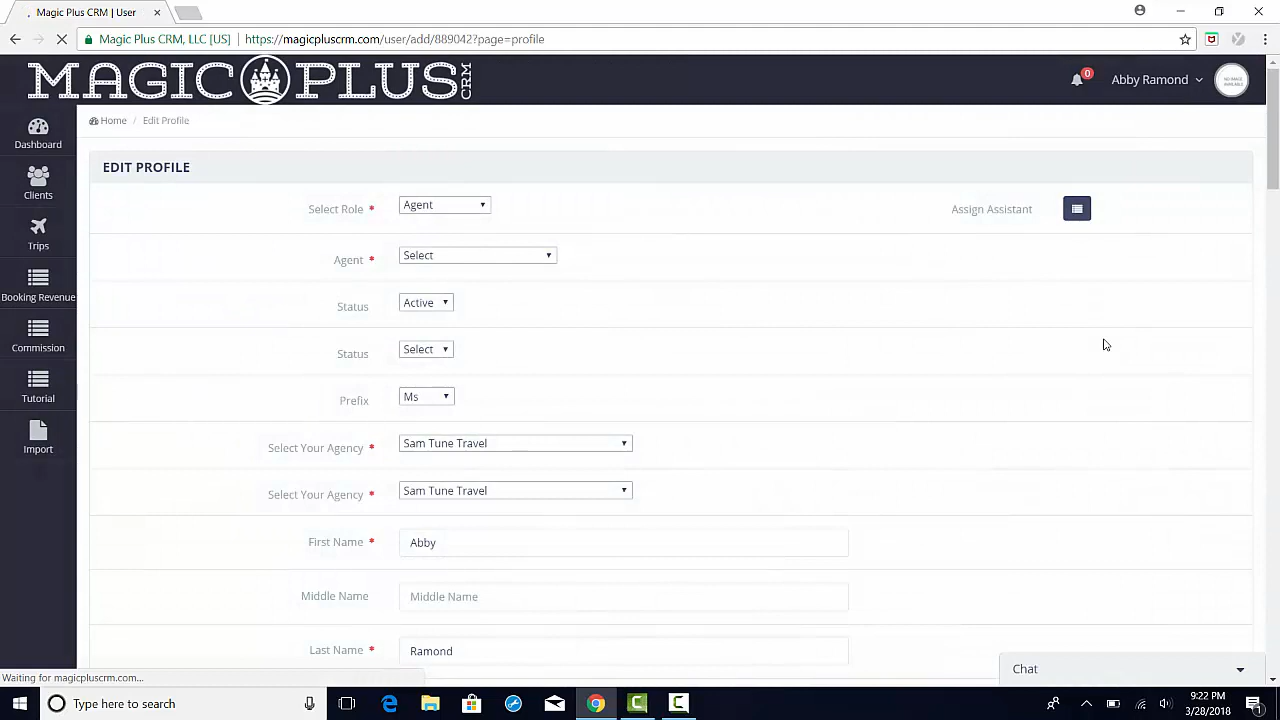 Magic Plus CRM | User
Magic Plus CRM, LLC [US] | https://magicpluscrm.com/user/add/889042?page=profile
MAGIC PLUS CRM
0
Abby Ramond
NO IMAGE AVAILABLE
Home / Edit Profile
Dashboard
Clients
Trips
Booking Revenue
Commission
Tutorial
Import
EDIT PROFILE
Select Role * Agent
Assign Assistant
Agent * Select
Status Active
Status Select
Prefix Ms
Select Your Agency * Sam Tune Travel
Select Your Agency * Sam Tune Travel
First Name * Abby
Middle Name Middle Name
Last Name * Ramond
Chat
Waiting for magicpluscrm.com...
Type here to search
9:22 PM
3/28/2018